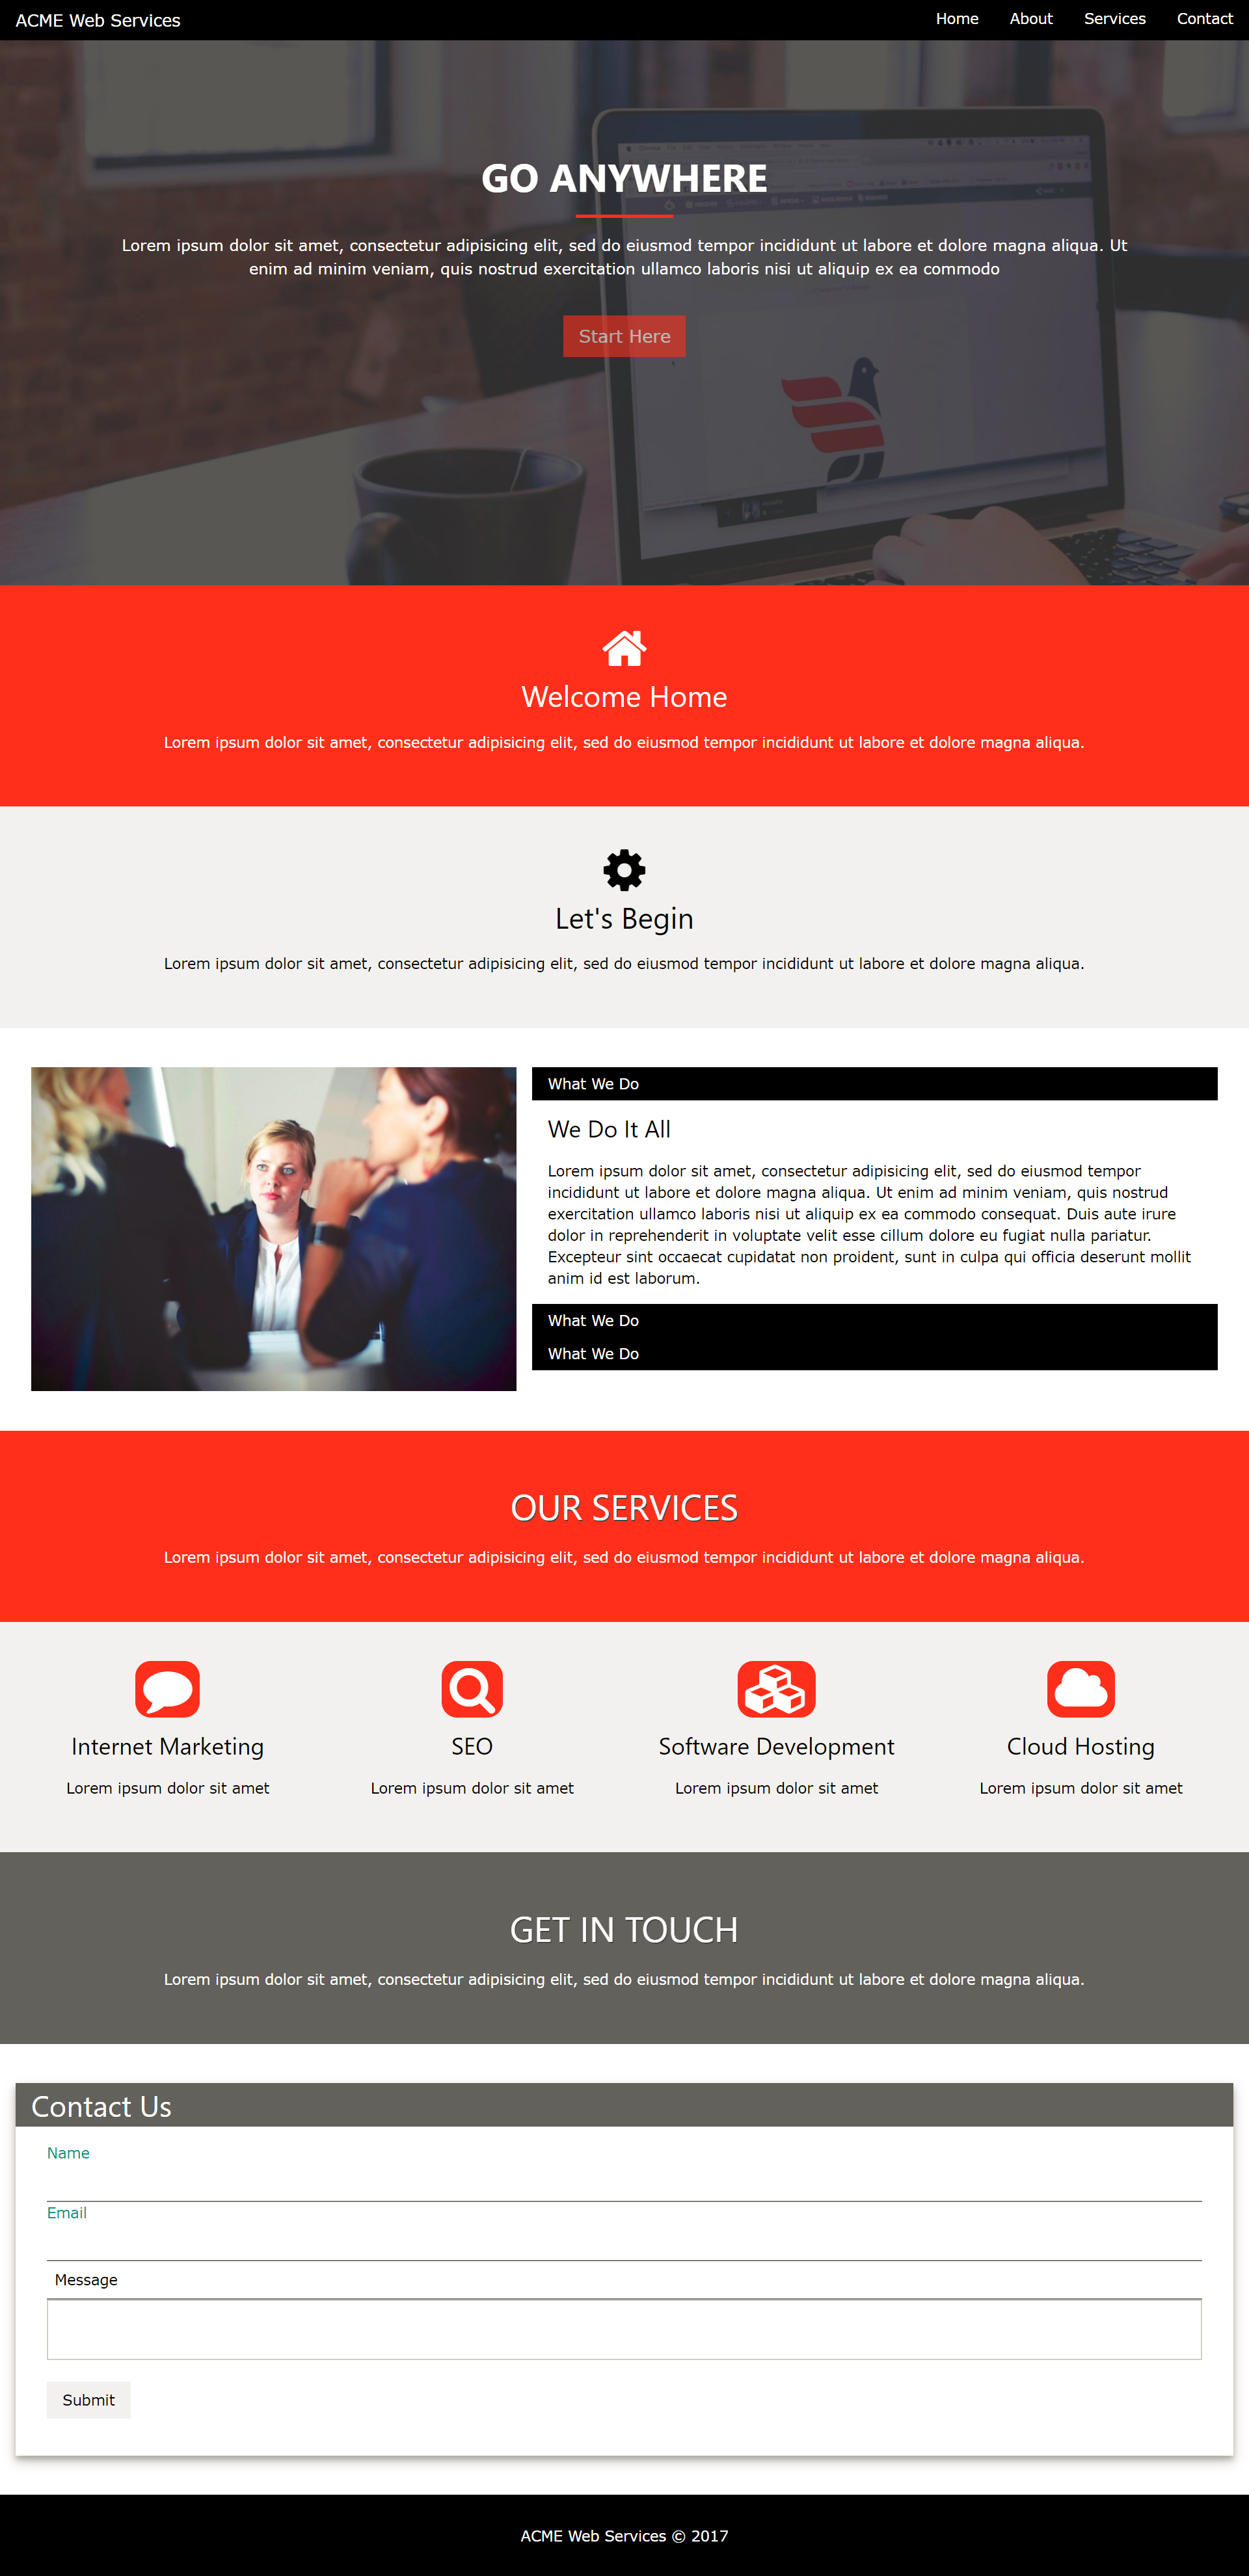 ACME Web Services
Home About Services Contact
GO ANYWHERE
Lorem ipsum dolor sit amet, consectetur adipisicing elit, sed do eiusmod tempor incididunt ut labore et dolore magna aliqua. Ut
enim ad minim veniam, quis nostrud exercitation ullamco laboris nisi ut aliquip ex ea commodo
Start Here
Welcome Home
Lorem ipsum dolor sit amet, consectetur adipisicing elit, sed do eiusmod tempor incididunt ut labore et dolore magna aliqua.
Let's Begin
Lorem ipsum dolor sit amet, consectetur adipisicing elit, sed do eiusmod tempor incididunt ut labore et dolore magna aliqua.
What We Do
We Do It All
Lorem ipsum dolor sit amet, consectetur adipisicing elit, sed do eiusmod tempor
incididunt ut labore et dolore magna aliqua. Ut enim ad minim veniam, quis nostrud
exercitation ullamco laboris nisi ut aliquip ex ea commodo consequat. Duis aute irure
dolor in reprehenderit in voluptate velit esse cillum dolore eu fugiat nulla pariatur.
Excepteur sint occaecat cupidatat non proident, sunt in culpa qui officia deserunt mollit
anim id est laborum.
What We Do
What We Do
OUR SERVICES
Lorem ipsum dolor sit amet, consectetur adipisicing elit, sed do eiusmod tempor incididunt ut labore et dolore magna aliqua.
Internet Marketing
Lorem ipsum dolor sit amet
SEO
Lorem ipsum dolor sit amet
Software Development
Lorem ipsum dolor sit amet
Cloud Hosting
Lorem ipsum dolor sit amet
GET IN TOUCH
Lorem ipsum dolor sit amet, consectetur adipisicing elit, sed do eiusmod tempor incididunt ut labore et dolore magna aliqua.
Contact Us
Name
Email
Message
Submit
ACME Web Services © 2017